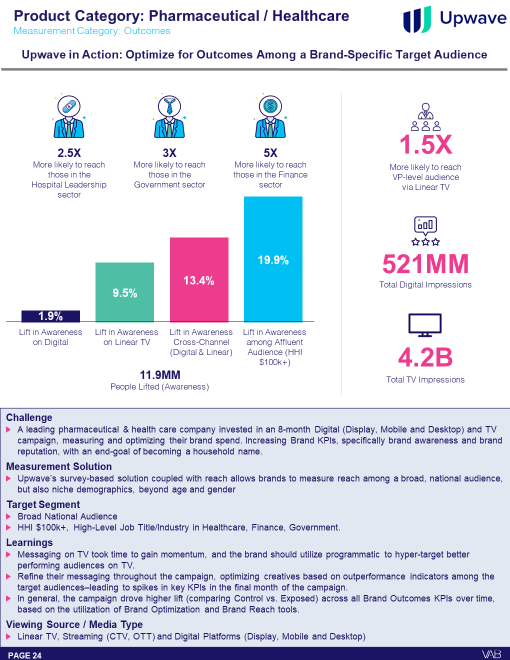 Product Category: Pharmaceutical / Healthcare
Measurement Category: Outcomes
Upwave
Upwave in Action: Optimize for Outcomes Among a Brand-Specific Target Audience
2.5X
More likely to reach
those in the
Hospital Leadership
sector
3X
More likely to reach
those in the
Government sector
5X
More likely to reach
those in the Finance
sector
1.9%
9.5%
13.4%
19.9%
Lift in Awareness
on Digital
Lift in Awareness
on Linear TV
Lift in Awareness
Cross-Channel
(Digital & Linear)
Lift in Awareness
among Affluent
Audience (HHI
$100k+)
11.9MM
People Lifted (Awareness)
1.5X
More likely to reach
VP-level audience
via Linear TV
521MM
Total Digital Impressions
4.2B
Total TV Impressions
Challenge
A leading pharmaceutical & health care company invested in an 8-month Digital (Display, Mobile and Desktop) and TV
campaign, measuring and optimizing their brand spend. Increasing Brand KPIs, specifically brand awareness and brand
reputation, with an end-goal of becoming a household name.
Measurement Solution
Upwave's survey-based solution coupled with reach allows brands to measure reach among a broad, national audience,
but also niche demographics, beyond age and gender
Target Segment
Broad National Audience
HHI $100k+, High-Level Job Title/Industry in Healthcare, Finance, Government.
Learnings
Messaging on TV took time to gain momentum, and the brand should utilize programmatic to hyper-target better
performing audiences on TV.
Refine their messaging throughout the campaign, optimizing creatives based on outperformance indicators among the
target audiences–leading to spikes in key KPIs in the final month of the campaign.
In general, the campaign drove higher lift (comparing Control vs. Exposed) across all Brand Outcomes KPIs over time,
based on the utilization of Brand Optimization and Brand Reach tools.
Viewing Source / Media Type
Linear TV, Streaming (CTV, OTT) and Digital Platforms (Display, Mobile and Desktop)
PAGE 24
VAB